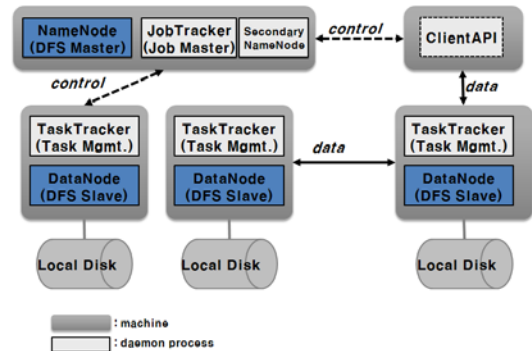 NameNode
(DFS Master)
JobTracker
(Job Master)
Secondary
NameNode
control
ClientAPI
control
data
TaskTracker
(Task Mgmt.)
DataNode
(DFS Slave)
Local Disk
TaskTracker
(Task Mgmt.)
DataNode
(DFS Slave)
Local Disk
data
TaskTracker
(Task Mgmt.)
DataNode
(DFS Slave)
Local Disk
: machine
: daemon process